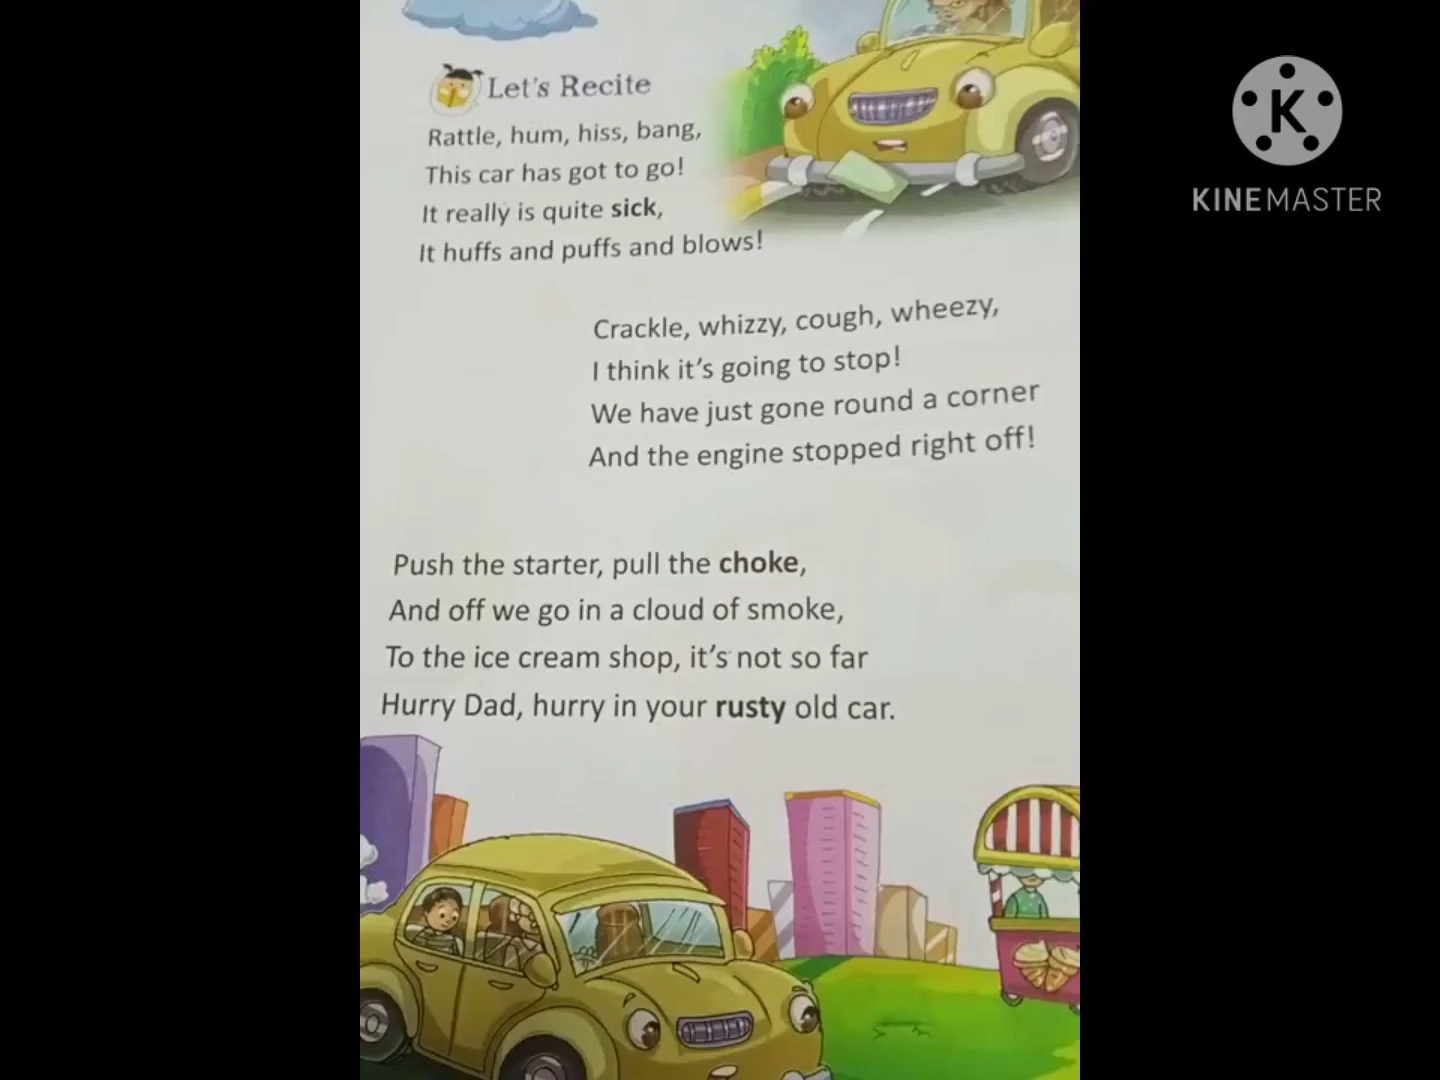 Let's Recite
Rattle, hum, hiss, bang,
This car has got to go!
It really is quite sick,
It huffs and puffs and blows!
Crackle, whizzy, cough, wheezy,
I think it's going to stop!
We have just gone round a corner
And the engine stopped right off!
Push the starter, pull the choke,
And off we go in a cloud of smoke,
To the ice cream shop, it's not so far
Hurry Dad, hurry in your rusty old car.
K
KINEMASTER